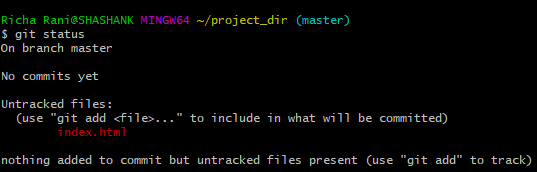 Richa Rani@SHASHANK MINGW64 ~/project_dir (master)
$ git status
On branch master
No commits yet
Untracked files:
(use "git add <file>..." to include in what will be committed)
index.html
nothing added to commit but untracked files present (use "git add" to track)